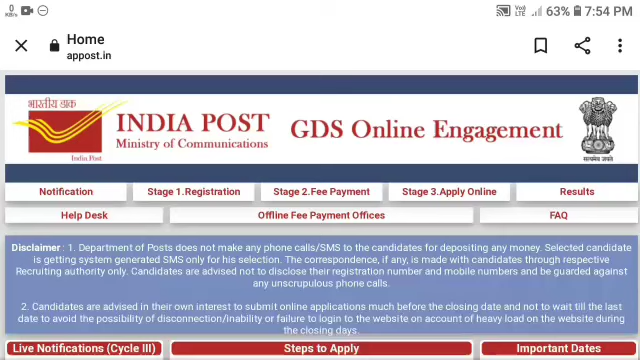 0
KB/s
Vo))
LTE
63%
7:54 PM
Home
appost.in
भारतीय डाक
India Post
INDIA POST
Ministry of Communications
GDS Online Engagement
सत्यमेव जयते
Notification
Stage 1.Registration
Stage 2.Fee Payment
Stage 3.Apply Online
Results
Help Desk
Offline Fee Payment Offices
FAQ
Disclaimer : 1. Department of Posts does not make any phone calls/SMS to the candidates for depositing any money. Selected candidate
is getting system generated SMS only for his selection. The correspondence, if any, is made with candidates through respective
Recruiting authority only. Candidates are advised not to disclose their registration number and mobile numbers and be guarded against
any unscrupulous phone calls.
2. Candidates are advised in their own interest to submit online applications much before the closing date and not to wait till the last
date to avoid the possibility of disconnection/inability or failure to login to the website on account of heavy load on the website during
the closing days.
Live Notifications (Cycle III)
Steps to Apply
Important Dates